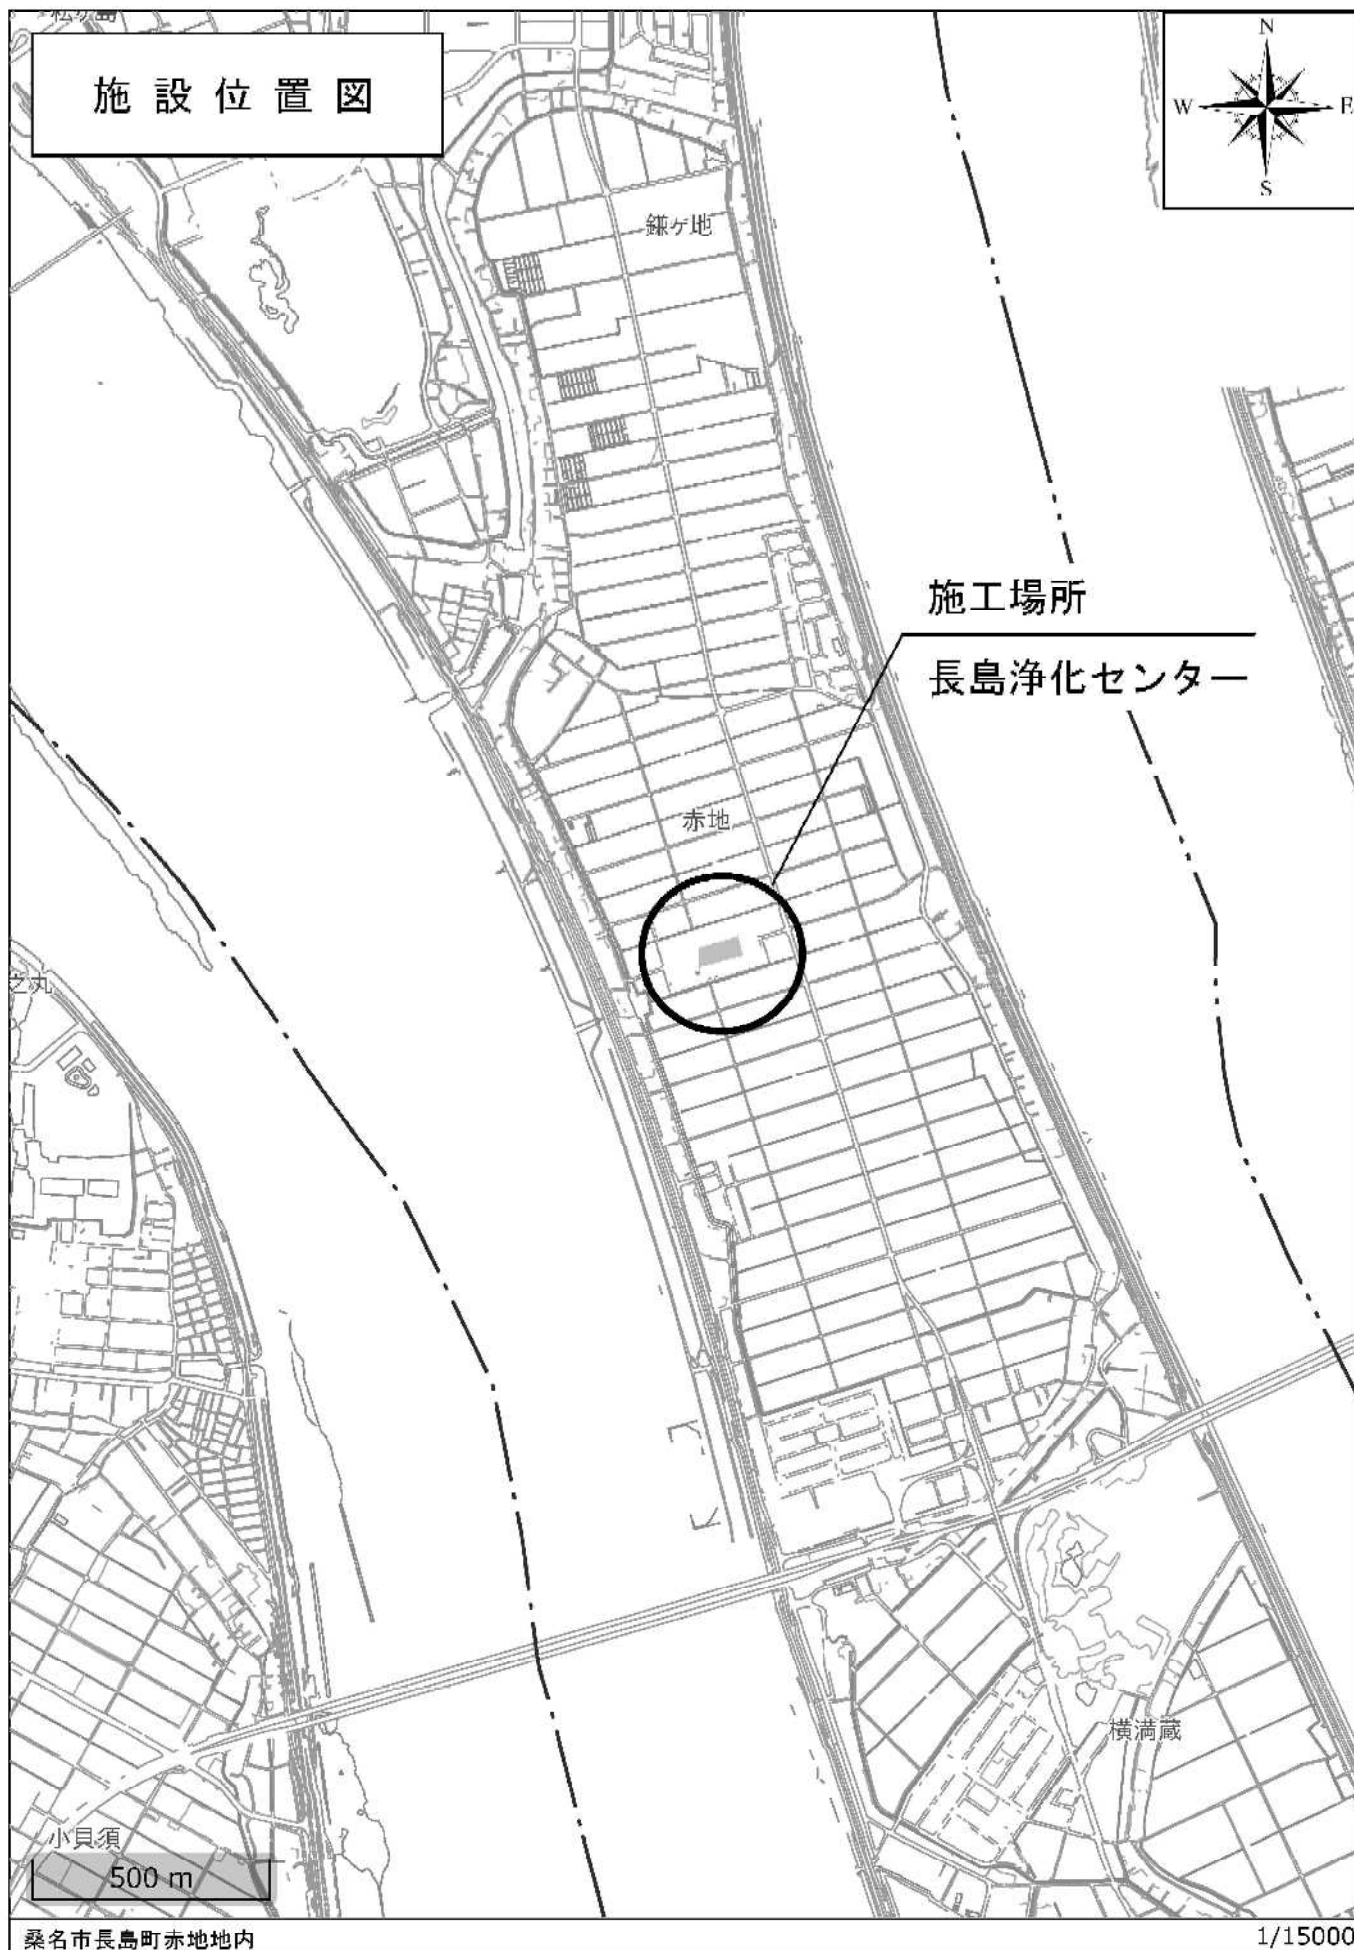 施設位置図
N
W
E
S
鎌ヶ地
施工場所
長島浄化センター
赤地
之丸
横満蔵
小貝須
500 m
桑名市長島町赤地地内
1/15000